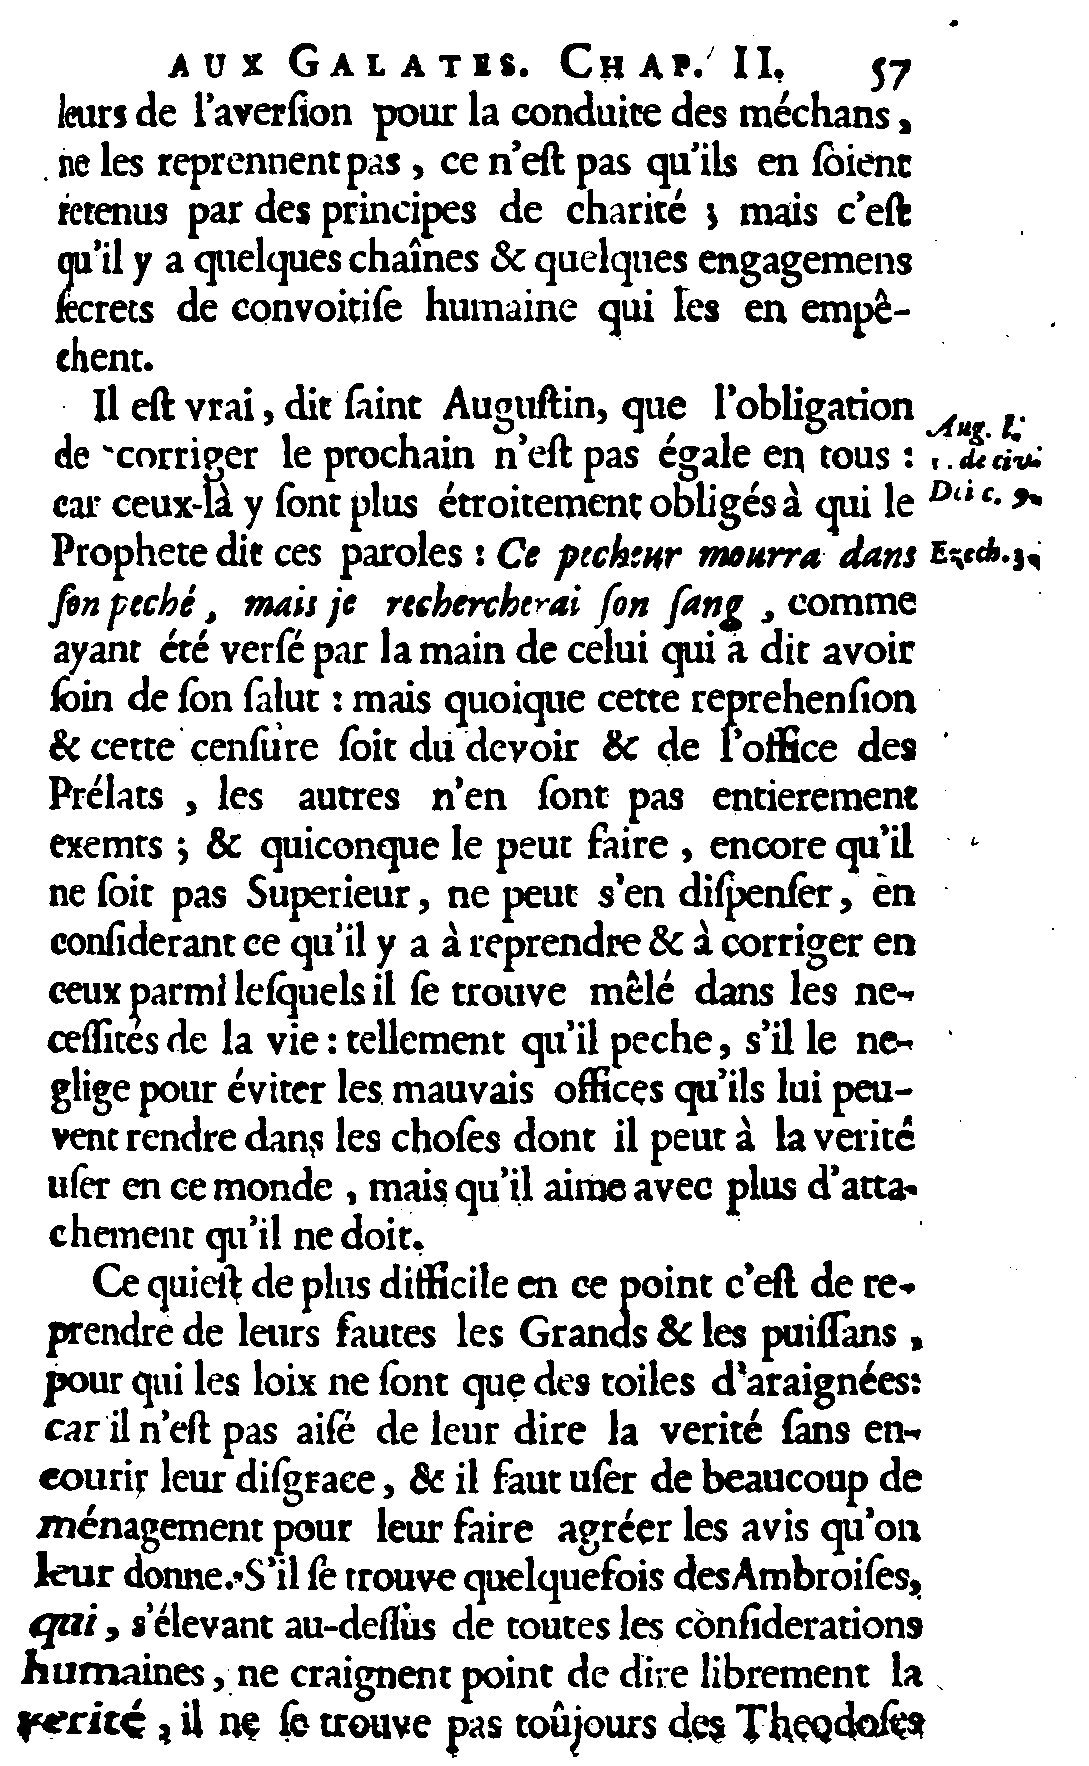 AUX GALATES. CHAP. II. 57
leurs de l'averſion pour la conduite des méchans,
ne les reprennent pas, ce n'eſt pas qu'ils en ſoient
retenus par des principes de charité ; mais c'eſt
qu'il y a quelques chaînes & quelques engagemens
ſecrets de convoitiſe humaine qui les en empê-
chent.
Il eſt vrai, dit ſaint Auguſtin, que l'obligation
de corriger le prochain n'eſt pas égale en tous :
car ceux-là y ſont plus étroitement obligés à qui le
Prophete dit ces paroles : Ce pecheur mourra dans
ſon peché, mais je rechercherai ſon ſang, comme
ayant été verſé par la main de celui qui a dit avoir
ſoin de ſon ſalut : mais quoique cette reprehenſion
& cette cenſure ſoit du devoir & de l'office des
Prélats, les autres n'en ſont pas entierement
exemts ; & quiconque le peut faire, encore qu'il
ne ſoit pas Superieur, ne peut s'en diſpenſer, en
conſiderant ce qu'il y a à reprendre & à corriger en
ceux parmi leſquels il ſe trouve mêlé dans les ne-
ceſſités de la vie : tellement qu'il peche, s'il le ne-
glige pour éviter les mauvais offices qu'ils lui peu-
vent rendre dans les choſes dont il peut à la verité
uſer en ce monde, mais qu'il aime avec plus d'atta-
chement qu'il ne doit.
Ce qui eſt de plus difficile en ce point c'eſt de re-
prendre de leurs fautes les Grands & les puiſſans,
pour qui les loix ne ſont que des toiles d'araignées:
car il n'eſt pas aiſé de leur dire la verité ſans en-
courir leur diſgrace, & il faut uſer de beaucoup de
ménagement pour leur faire agréer les avis qu'on
leur donne. S'il ſe trouve quelquefois des Ambroiſes,
qui, s'élevant au-deſſus de toutes les conſiderations
humaines, ne craignent point de dire librement la
verité, il ne ſe trouve pas toûjours des Theodoſes
Aug. l.
de civ.
Dei c. 9.
Ezech.